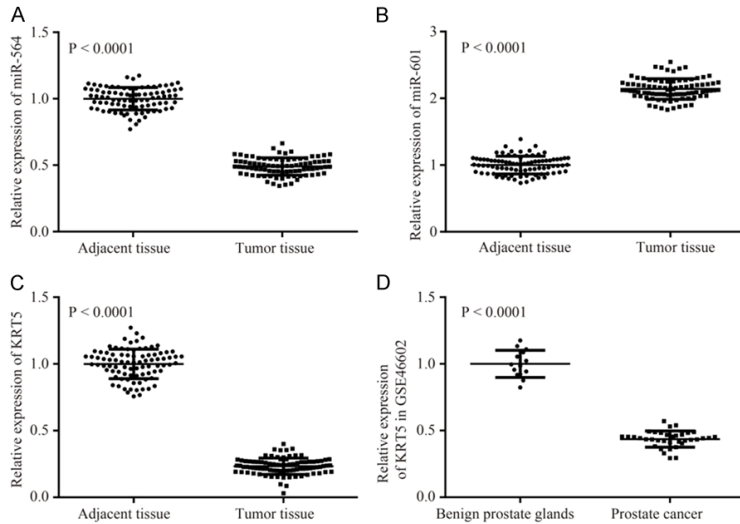 A
Relative expression of miR-564
1.5
1.0
0.5
0.0
P < 0.0001
Adjacent tissue
Tumor tissue
B
Relative expression of miR-601
3
2
1
0
P < 0.0001
Adjacent tissue
Tumor tissue
C
Relative expression of KRT5
1.5
1.0
0.5
0.0
P < 0.0001
Adjacent tissue
Tumor tissue
D
Relative expression
of KRT5 in GSE46602
1.5
1.0
0.5
0.0
P < 0.0001
Benign prostate glands
Prostate cancer